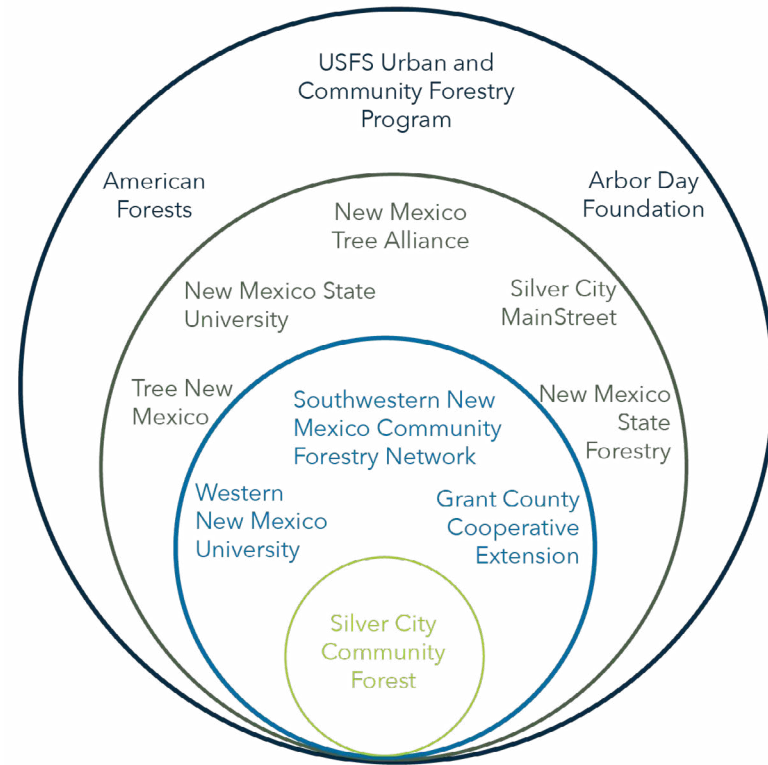 USFS Urban and
Community Forestry
Program
American
Forests
Arbor Day
Foundation
New Mexico
Tree Alliance
New Mexico State
University
Silver City
MainStreet
Tree New
Mexico
New Mexico
State
Forestry
Southwestern New
Mexico Community
Forestry Network
Western
New Mexico
University
Grant County
Cooperative
Extension
Silver City
Community
Forest